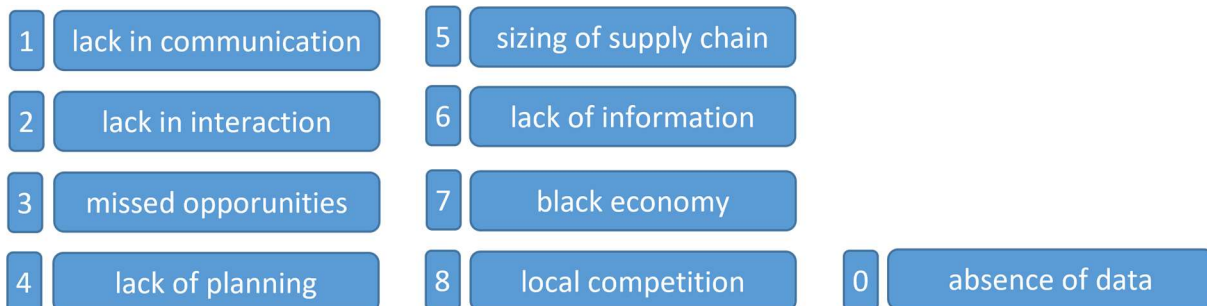 1 lack in communication
2 lack in interaction
3 missed opporunities
4 lack of planning
5 sizing of supply chain
6 lack of information
7 black economy
8 local competition
0 absence of data